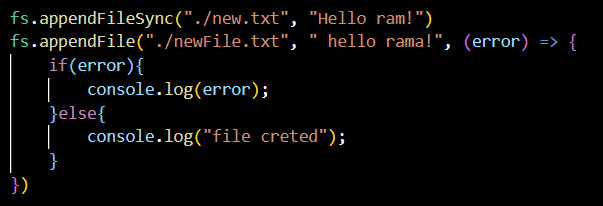 fs.appendFileSync("./new.txt", "Hello ram!")
fs.appendFile("./newFile.txt", " hello rama!", (error) => {
    if(error){
        console.log(error);
    }else{
        console.log("file creted");
    }
})